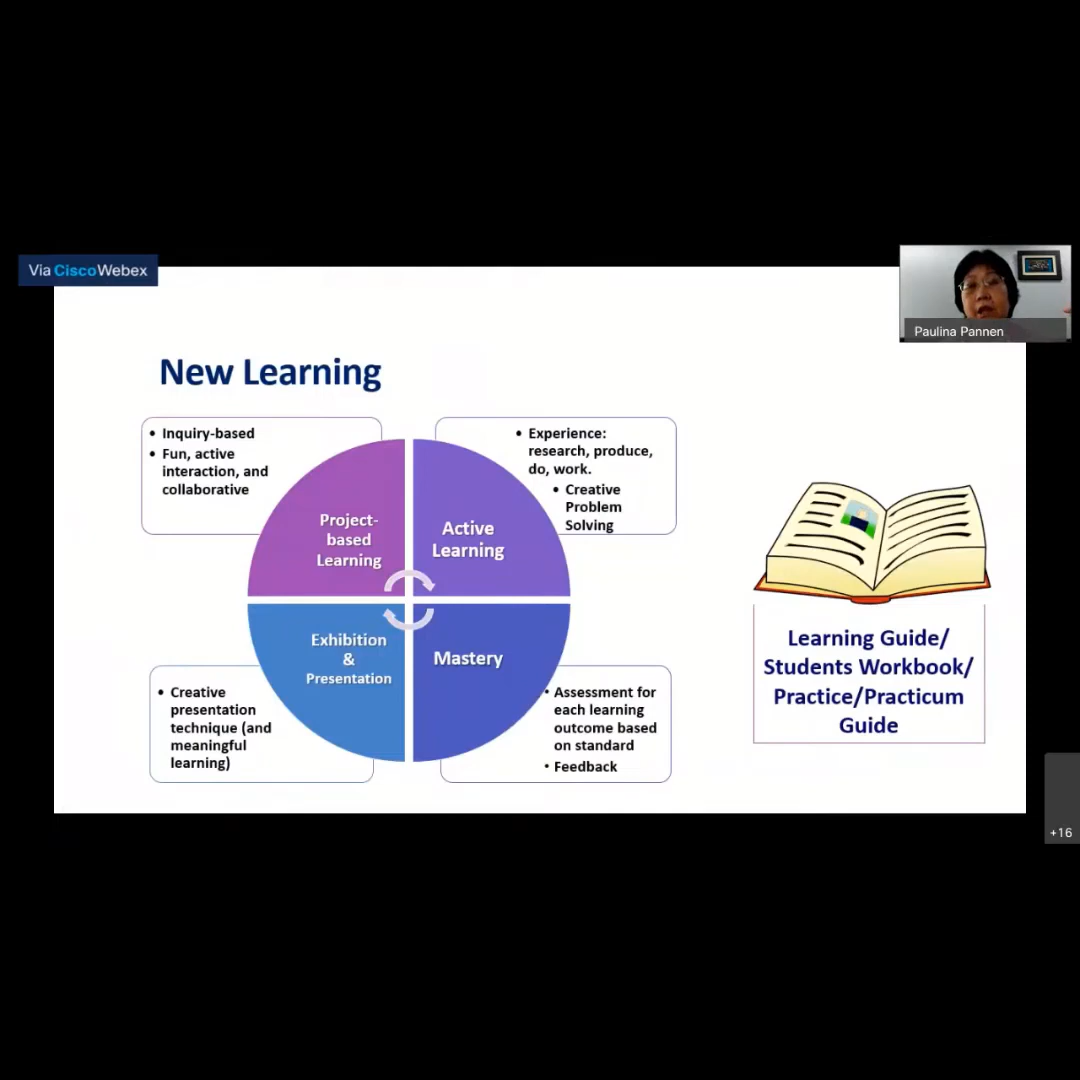 Via CiscoWebex
Paulina Pannen
New Learning
• Inquiry-based
• Fun, active
interaction, and
collaborative
• Experience:
research, produce,
do, work.
• Creative
Problem
Solving
Project-
based
Learning
Active
Learning
Exhibition
&
Presentation
Mastery
• Creative
presentation
technique (and
meaningful
learning)
• Assessment for
each learning
outcome based
on standard
• Feedback
Learning Guide/
Students Workbook/
Practice/Practicum
Guide
+16